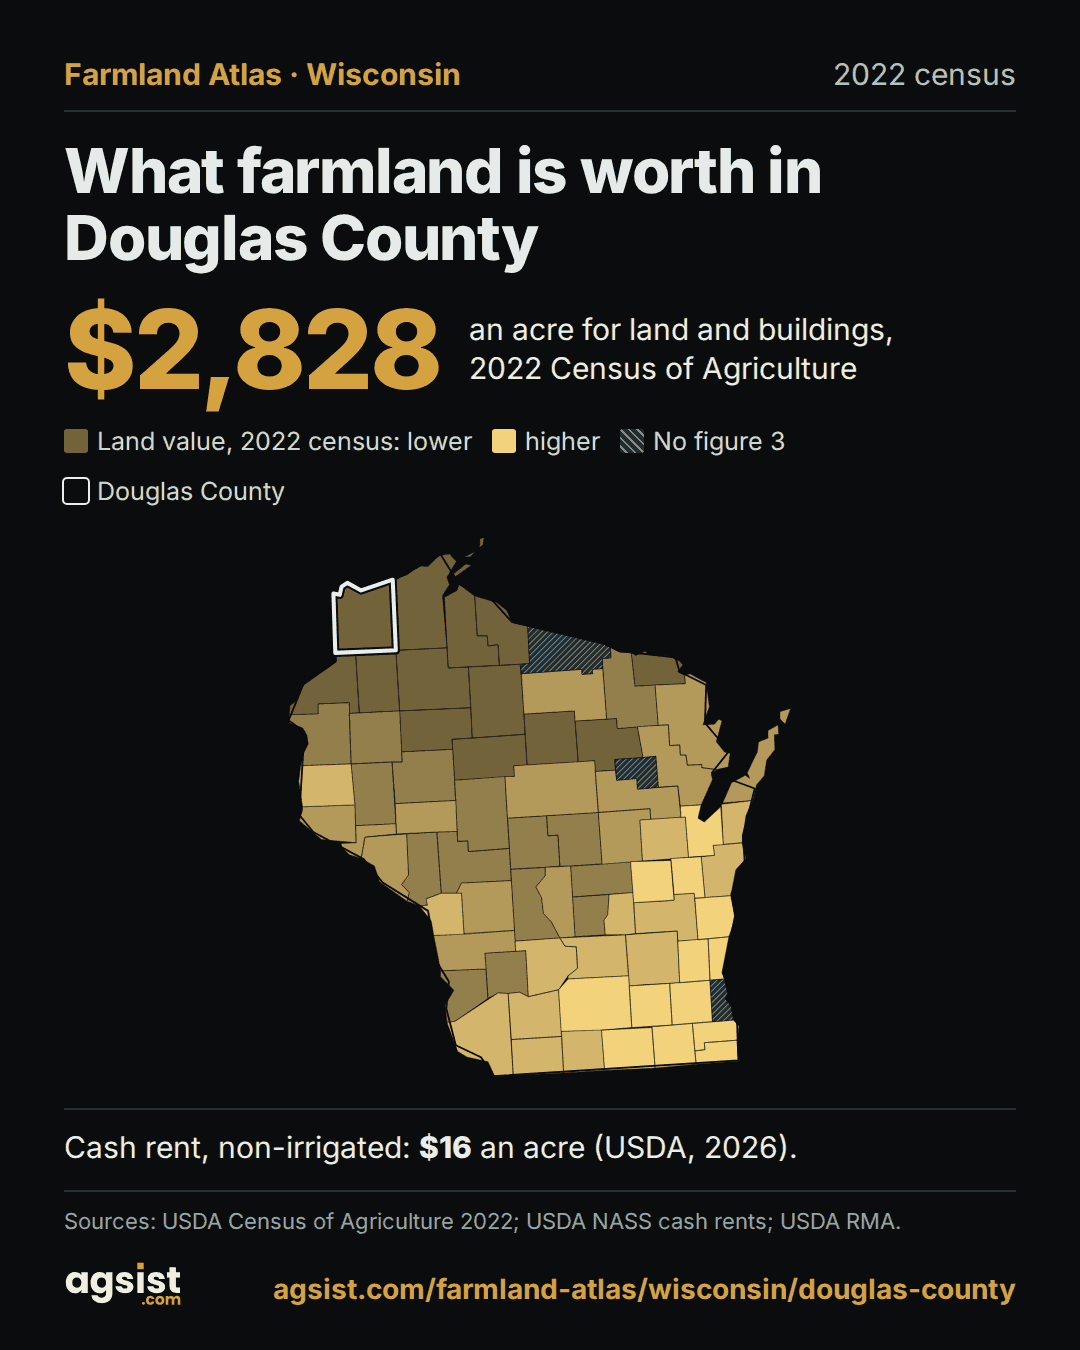 Farmland Atlas · Wisconsin
2022 census
What farmland is worth in
Douglas County
$2,828
an acre for land and buildings,
2022 Census of Agriculture
Land value, 2022 census: lower
higher
No figure 3
Douglas County
Cash rent, non-irrigated: $16 an acre (USDA, 2026).
Sources: USDA Census of Agriculture 2022; USDA NASS cash rents; USDA RMA.
agsist
.com
agsist.com/farmland-atlas/wisconsin/douglas-county